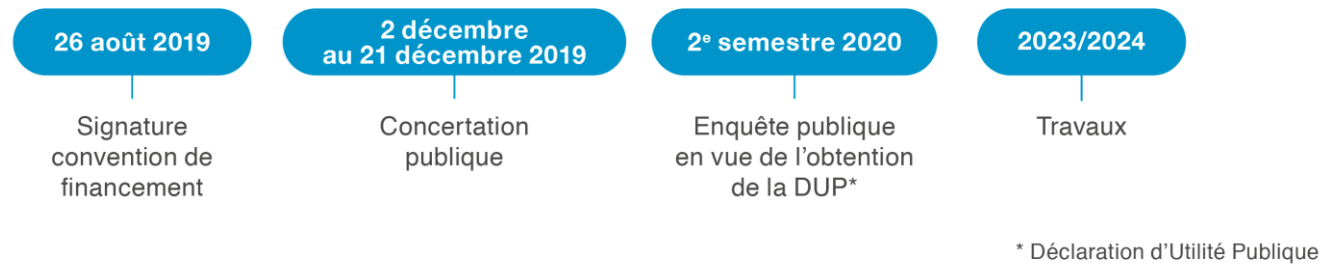 26 août 2019
Signature
convention de
financement
2 décembre
au 21 décembre 2019
Concertation
publique
2e semestre 2020
Enquête publique
en vue de l’obtention
de la DUP*
2023/2024
Travaux
* Déclaration d’Utilité Publique